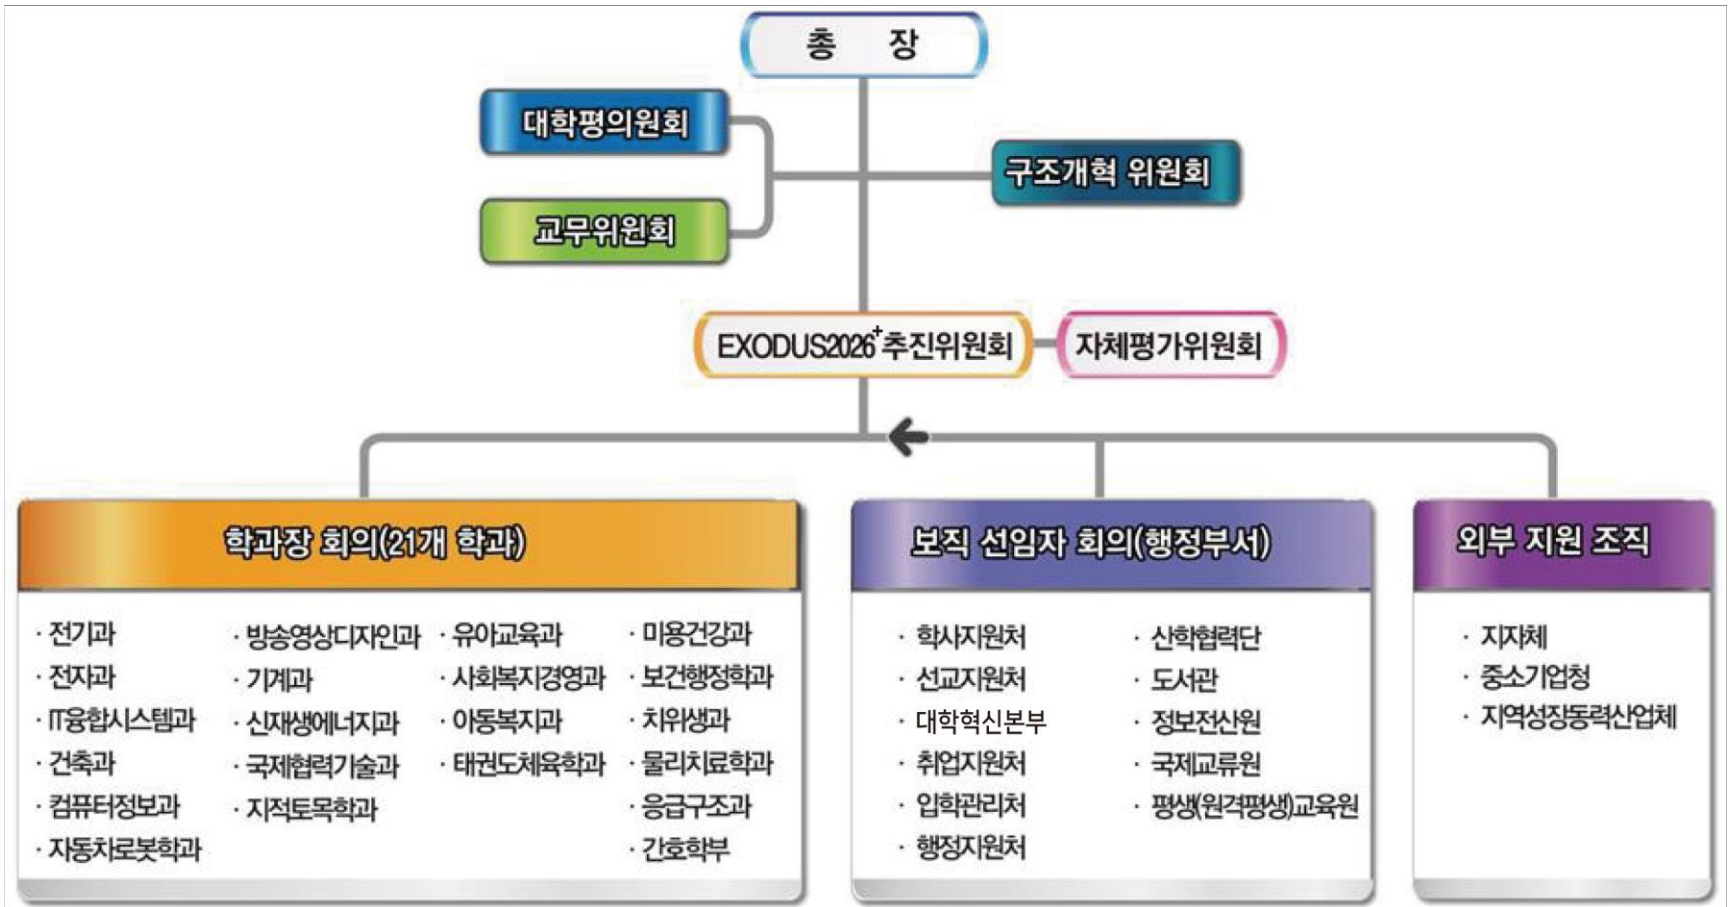 총 장
대학평의원회
구조개혁 위원회
교무위원회
EXODUS2026+추진위원회
자체평가위원회
학과장 회의(21개 학과)
· 전기과
· 전자과
· IT융합시스템과
· 건축과
· 컴퓨터정보과
· 자동차로봇학과
· 방송영상디자인과
· 기계과
· 신재생에너지과
· 국제협력기술과
· 지적토목학과
· 유아교육과
· 사회복지경영과
· 아동복지과
· 태권도체육학과
· 미용건강과
· 보건행정학과
· 치위생과
· 물리치료학과
· 응급구조과
· 간호학부
보직 선임자 회의(행정부서)
· 학사지원처
· 선교지원처
· 대학혁신본부
· 취업지원처
· 입학관리처
· 행정지원처
· 산학협력단
· 도서관
· 정보전산원
· 국제교류원
· 평생(원격평생)교육원
외부 지원 조직
· 지자체
· 중소기업청
· 지역성장동력산업체